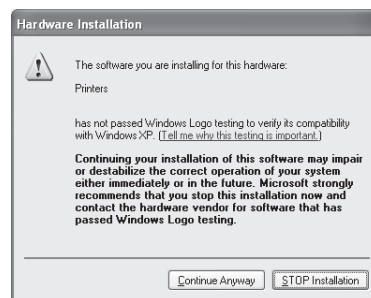 Hardware Installation
The software you are installing for this hardware:
Printers
has not passed Windows Logo testing to verify its compatibility
with Windows XP. (Tell me why this testing is important.)
Continuing your installation of this software may impair
or destabilize the correct operation of your system
either immediately or in the future. Microsoft strongly
recommends that you stop this installation now and
contact the hardware vendor for software that has
passed Windows Logo testing.
Continue Anyway
STOP Installation